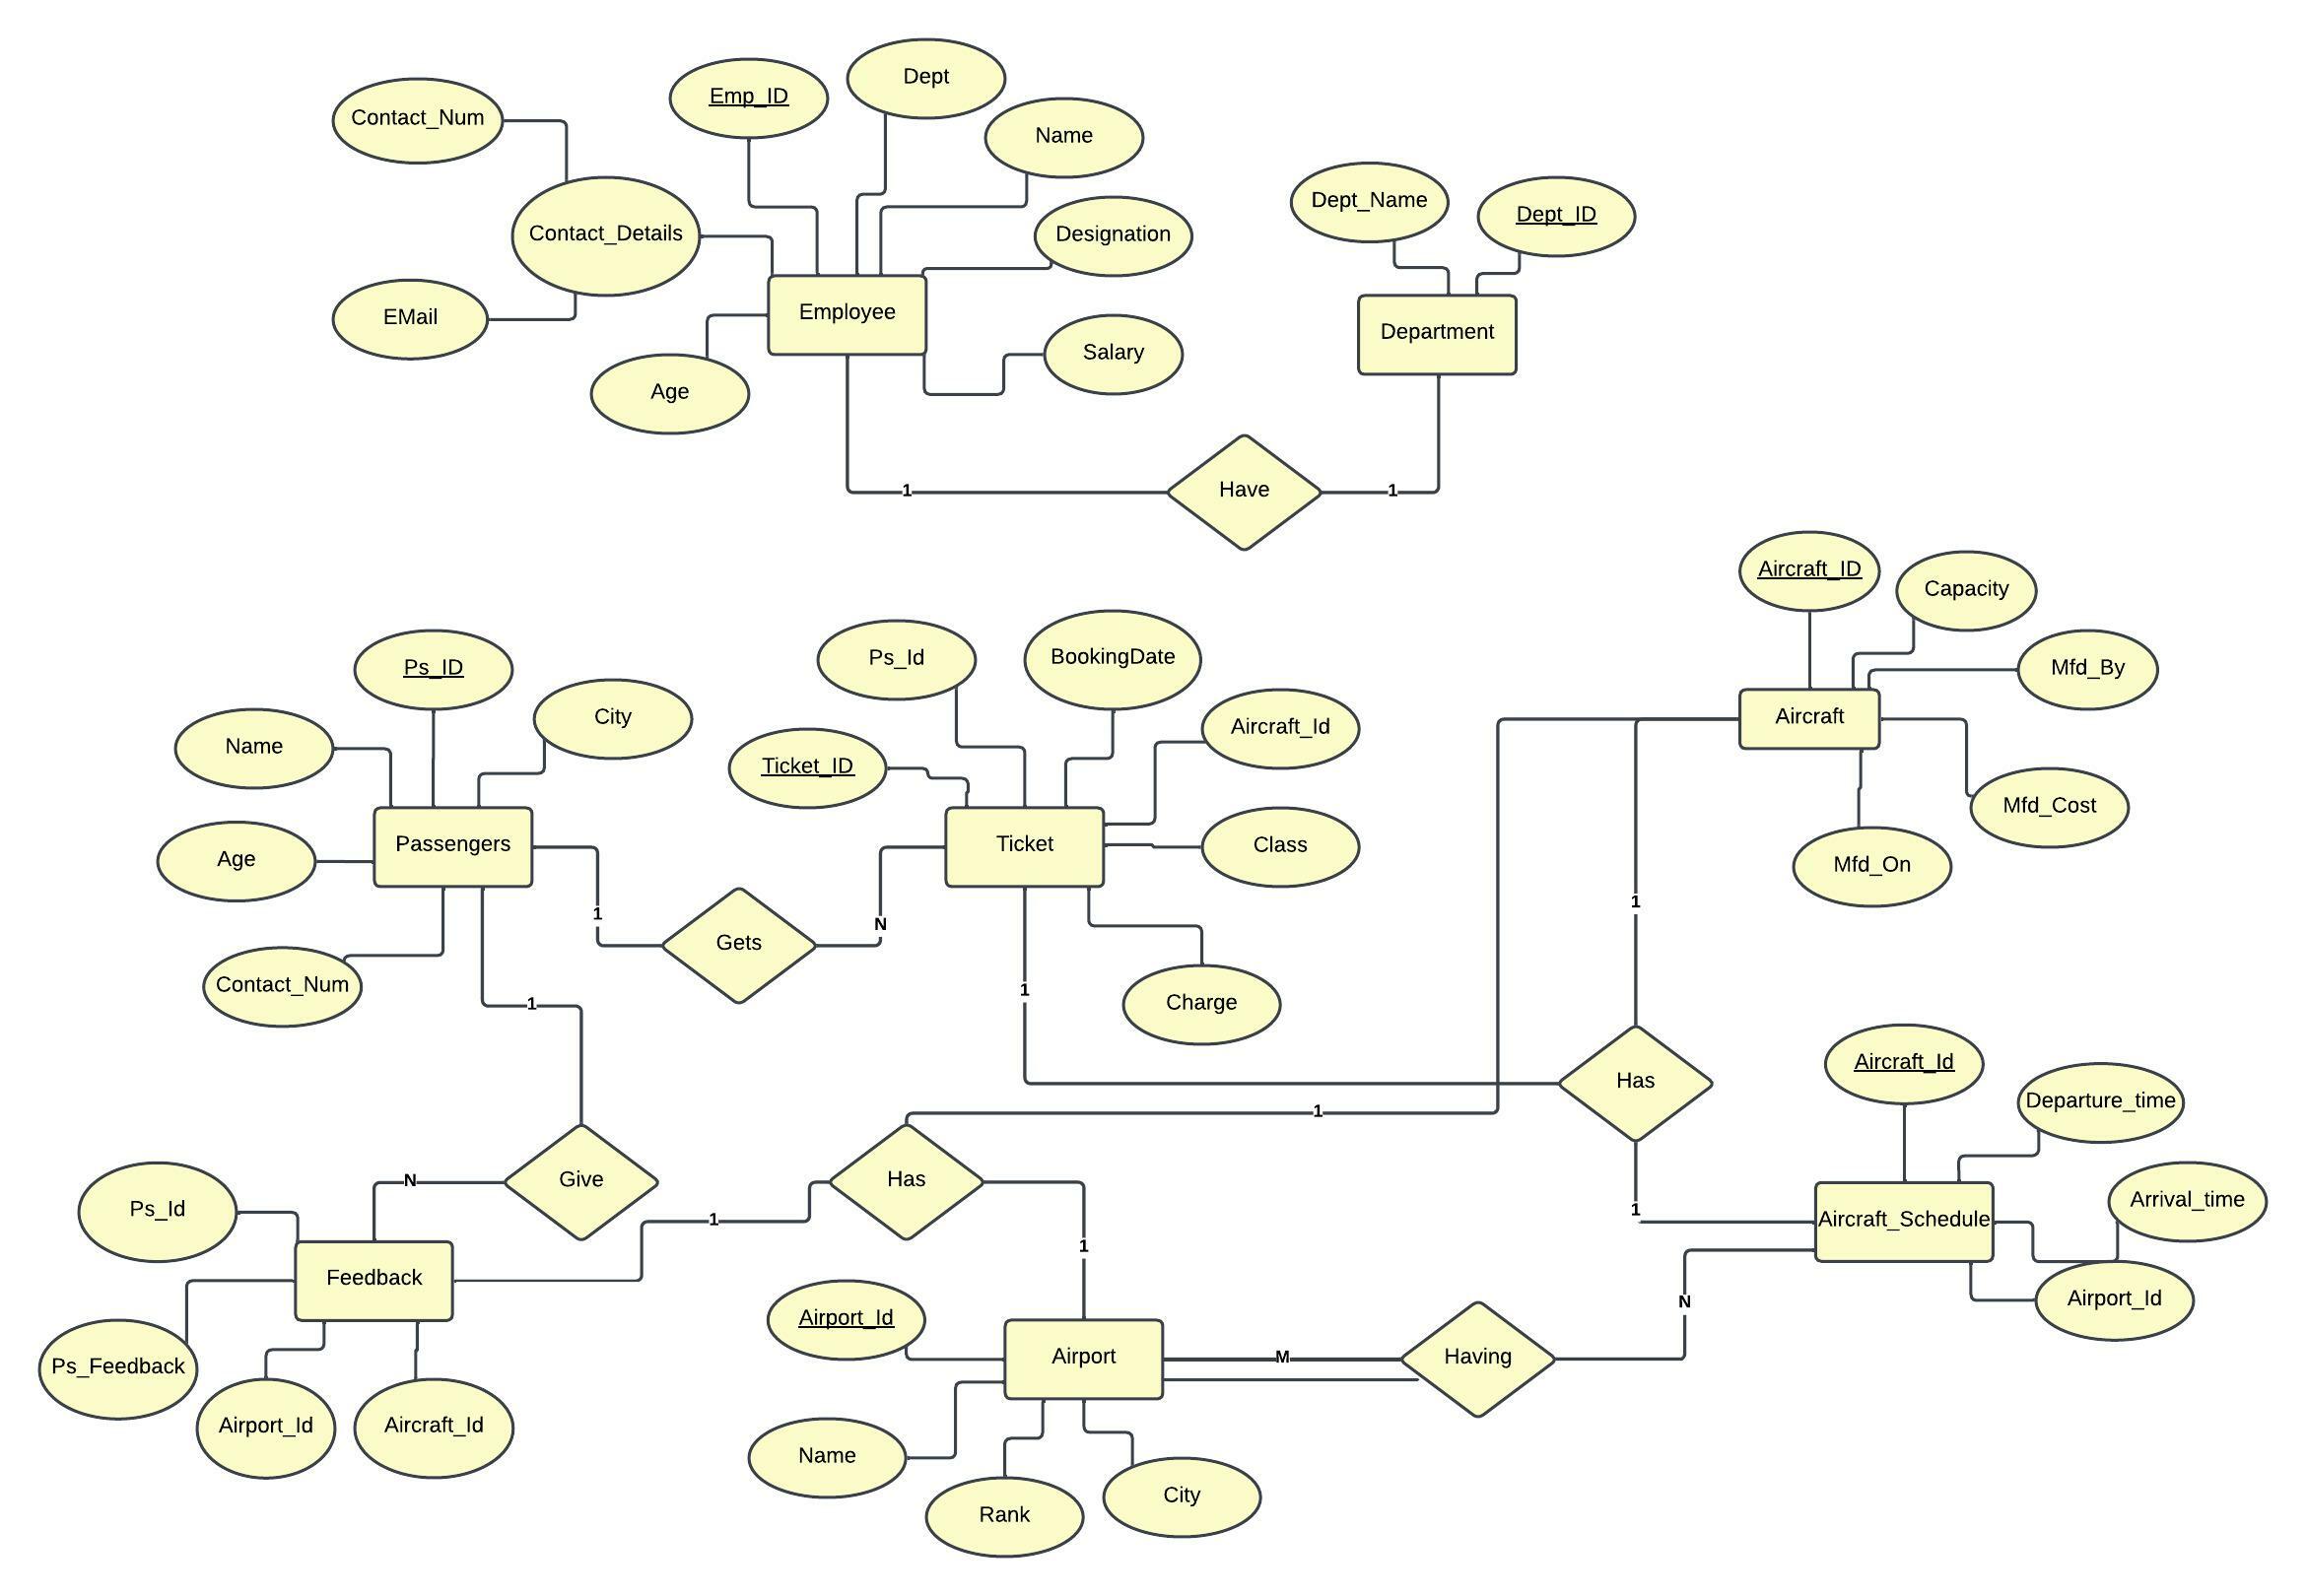 Dept
Emp_ID
Contact_Num
Name
Dept_Name
Dept_ID
Contact_Details
Designation
EMail
Employee
Department
Salary
Age
1
Have
1
Aircraft_ID
Capacity
Ps_ID
Ps_Id
BookingDate
Mfd_By
City
Aircraft_Id
Aircraft
Name
Ticket_ID
Mfd_Cost
Passengers
Ticket
Class
Age
Mfd_On
1
N
1
Gets
Contact_Num
1
1
Charge
Has
Aircraft_Id
Departure_time
1
Give
Has
N
Ps_Id
Arrival_time
1
1
Aircraft_Schedule
1
Feedback
Airport_Id
N
Airport_Id
Ps_Feedback
Airport
M
Having
Airport_Id
Aircraft_Id
Name
City
Rank